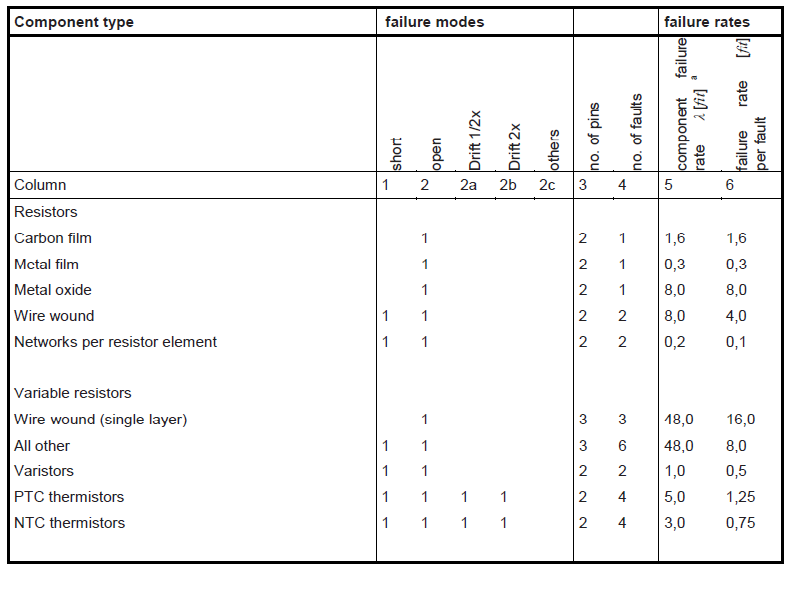 Component type failure modes failure rates
short open Drift 1/2x Drift 2x others no. of pins no. of faults component failure rate λ [fit] a failure rate [fit] per fault
Column 1 2 2a 2b 2c 3 4 5 6
Resistors
Carbon film 1 2 1 1,6 1,6
Metal film 1 2 1 0,3 0,3
Metal oxide 1 2 1 8,0 8,0
Wire wound 1 1 2 2 8,0 4,0
Networks per resistor element 1 1 2 2 0,2 0,1
Variable resistors
Wire wound (single layer) 1 3 3 48,0 16,0
All other 1 1 3 6 48,0 8,0
Varistors 1 1 2 2 1,0 0,5
PTC thermistors 1 1 1 1 2 4 5,0 1,25
NTC thermistors 1 1 1 1 2 4 3,0 0,75